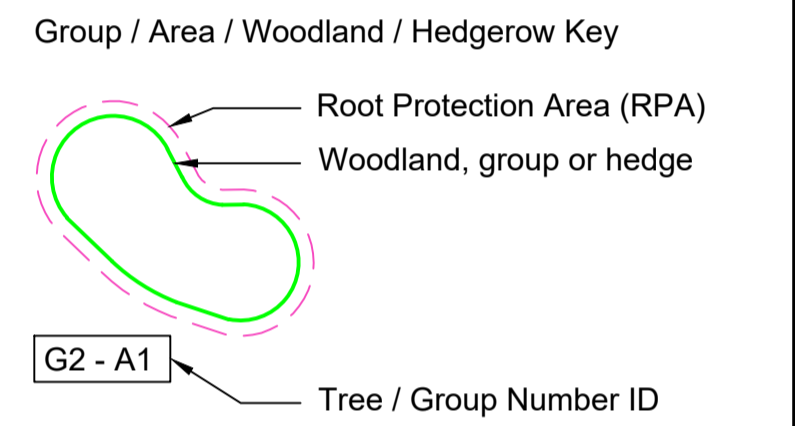 Group / Area / Woodland / Hedgerow Key
Root Protection Area (RPA)
Woodland, group or hedge
G2 - A1
Tree / Group Number ID